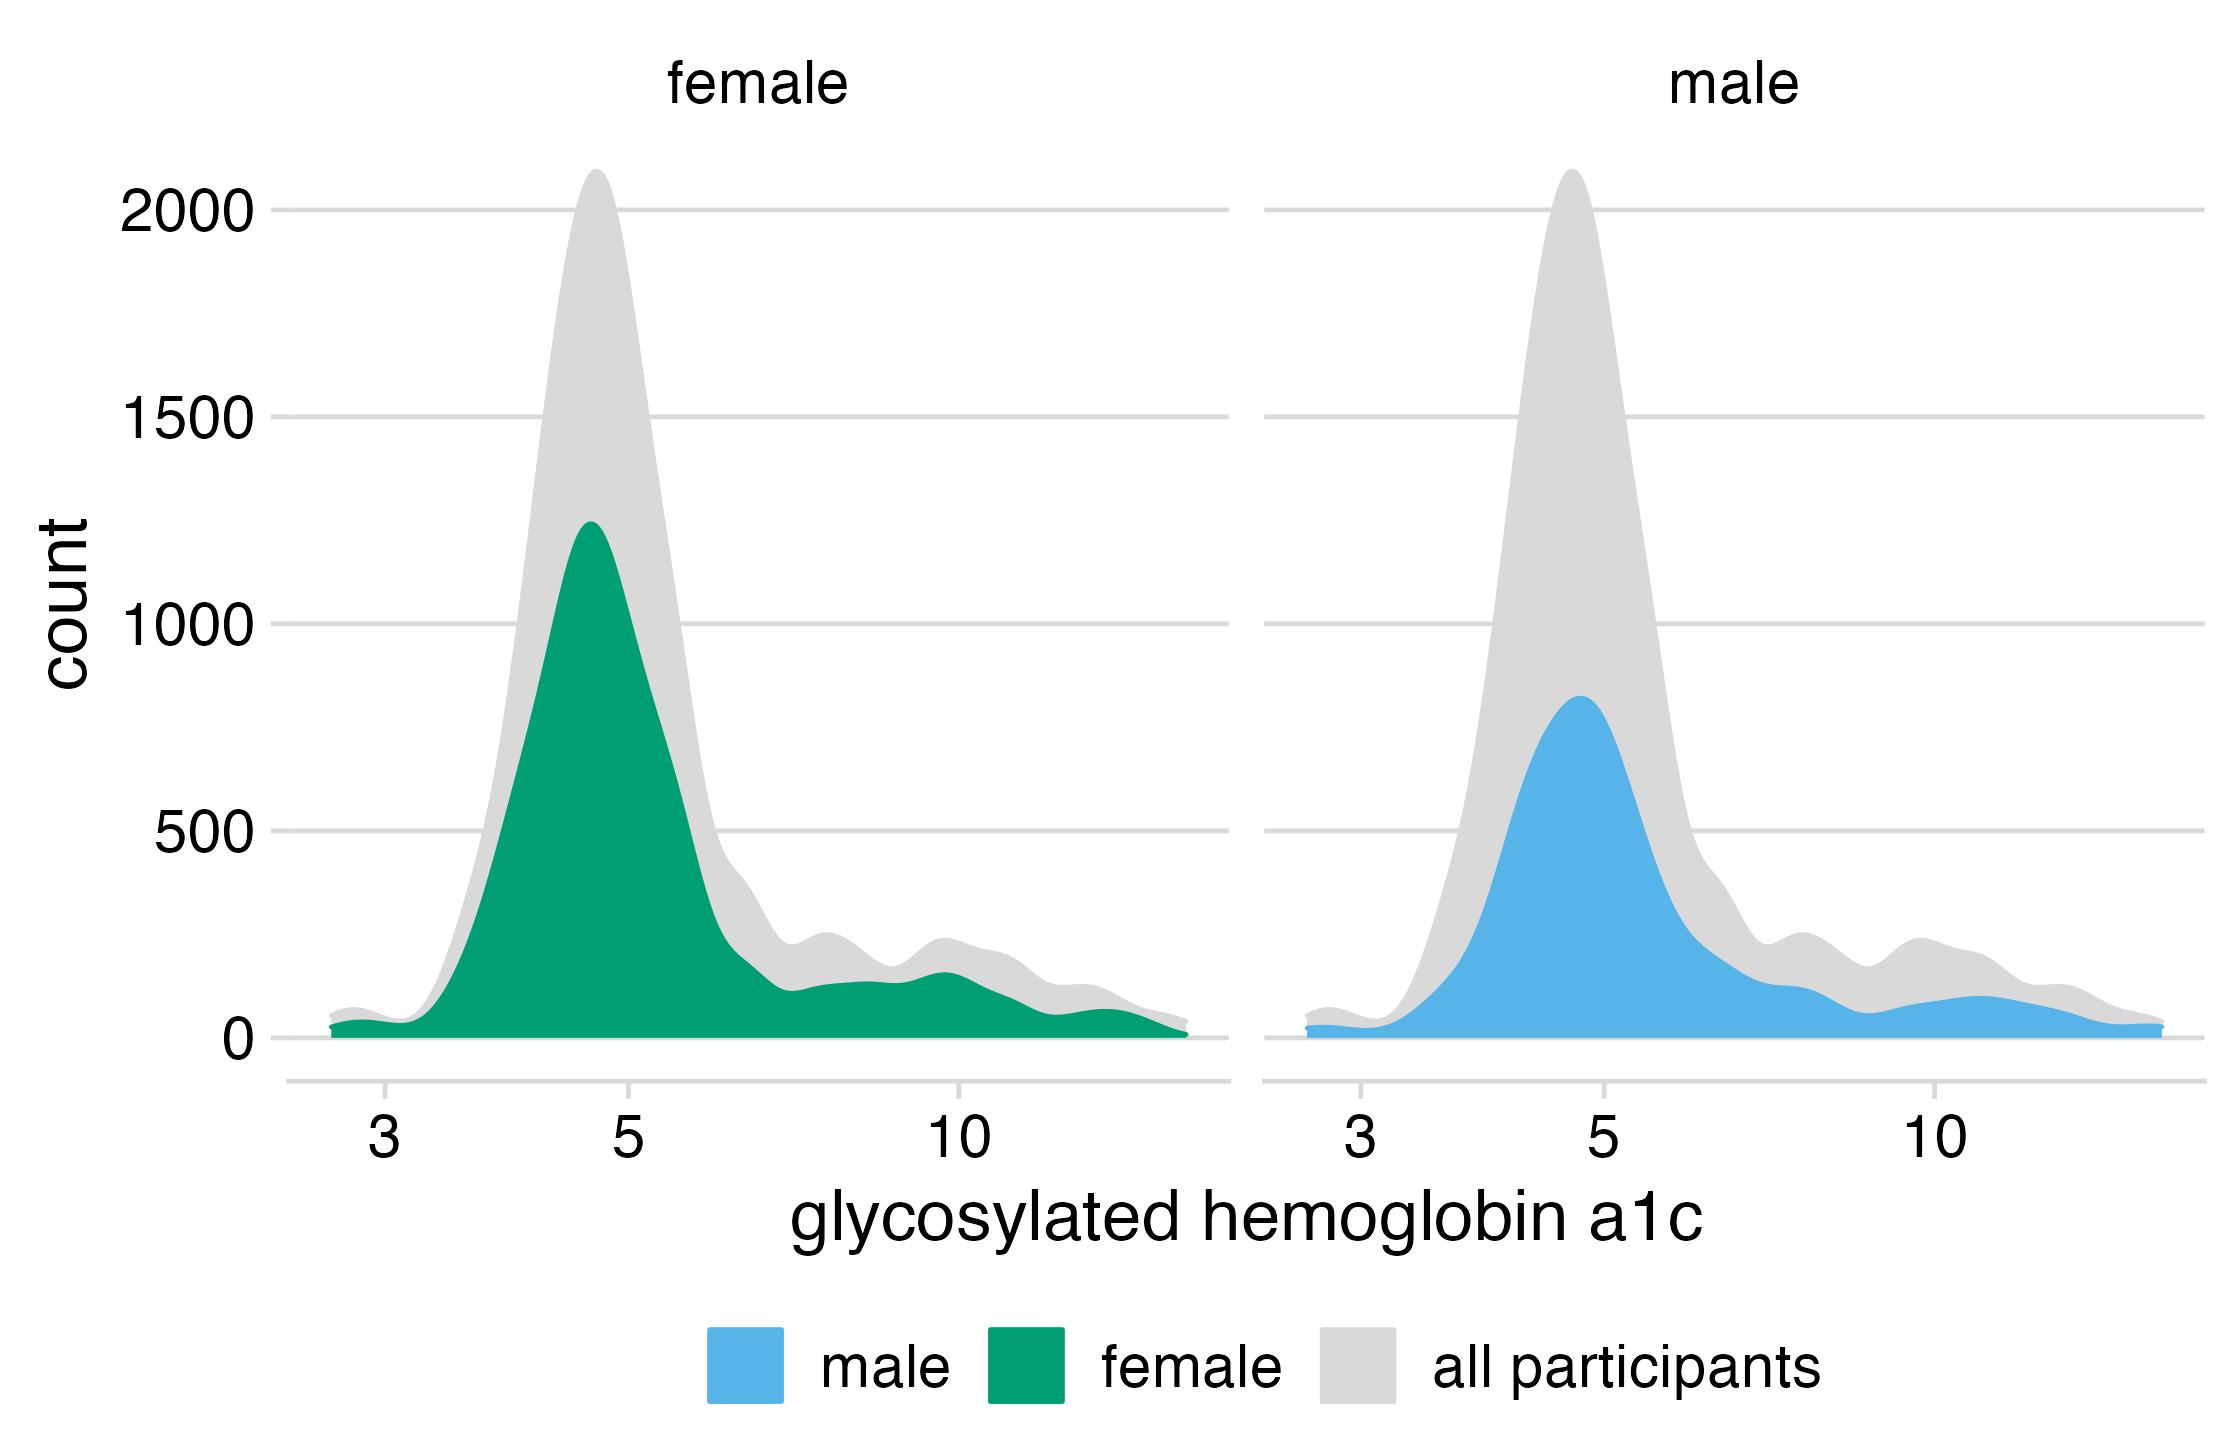 female male
2000
1500
1000
500
0
count
3 5 10 3 5 10
glycosylated hemoglobin a1c
male female all participants